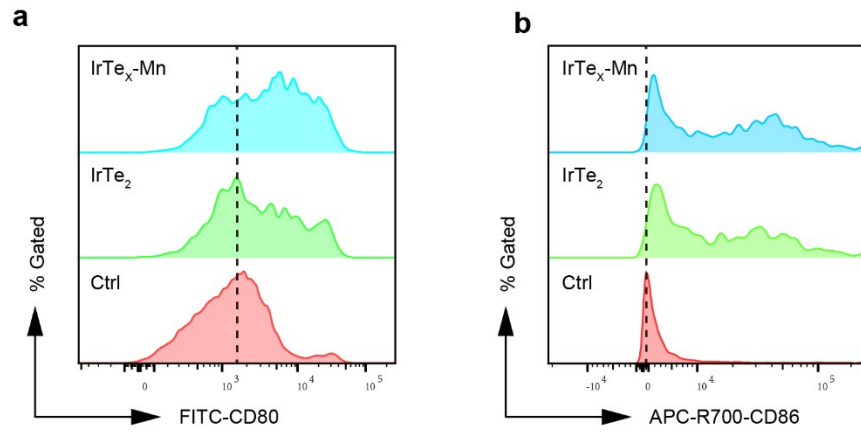 a
IrTeₓ-Mn
IrTe₂
Ctrl
% Gated
0 10³ 10⁴ 10⁵
FITC-CD80
b
IrTeₓ-Mn
IrTe₂
Ctrl
% Gated
-10⁴ 0 10⁴ 10⁵
APC-R700-CD86